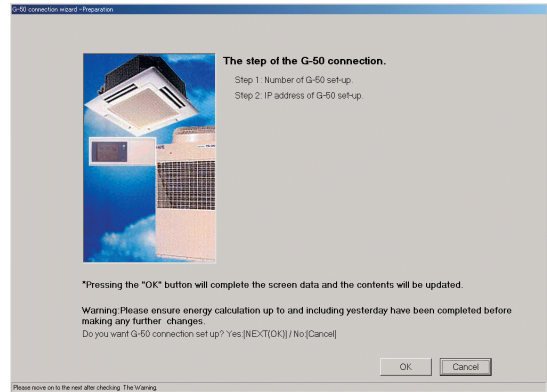 G-50 connection wizard -Preparation
The step of the G-50 connection.
Step 1: Number of G-50 set-up.
Step 2: IP address of G-50 set-up.
*Pressing the "OK" button will complete the screen data and the contents will be updated.
Warning:Please ensure energy calculation up to and including yesterday have been completed before
making any further changes.
Do you want G-50 connection set up? Yes:[NEXT(OK)] / No:[Cancel]
OK
Cancel
Please move on to the next after checking The Warning.